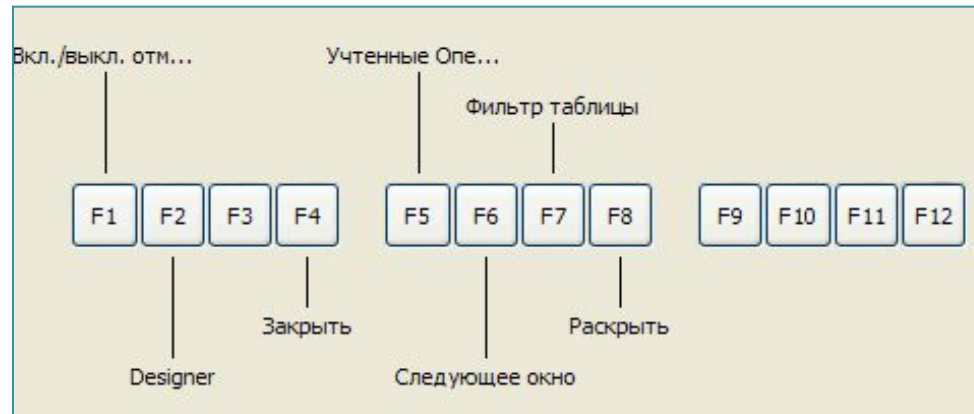 Вкл./выкл. отм...
Учтенные Опе...
Фильтр таблицы
F1 F2 F3 F4 F5 F6 F7 F8 F9 F10 F11 F12
Закрыть
Раскрыть
Designer
Следующее окно